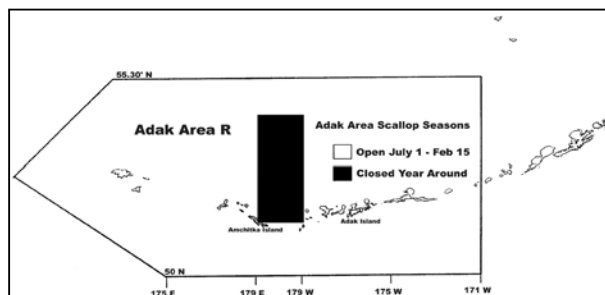 55.30' N
Adak Area R
Adak Area Scallop Seasons
Open July 1 - Feb 15
Closed Year Around
Amchitka Island
Adak Island
50 N
175 E
179 E
179 W
175 W
171 W